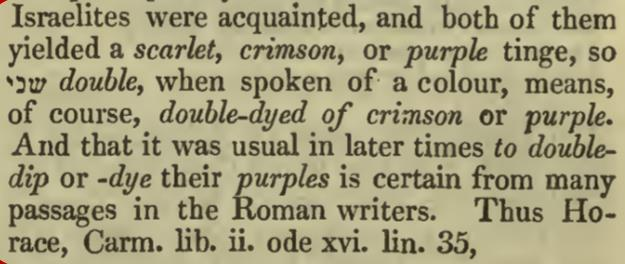 Israelites were acquainted, and both of them
yielded a scarlet, crimson, or purple tinge, so
שני double, when spoken of a colour, means,
of course, double-dyed of crimson or purple.
And that it was usual in later times to double-
dip or -dye their purples is certain from many
passages in the Roman writers. Thus Ho-
race, Carm. lib. ii. ode xvi. lin. 35,